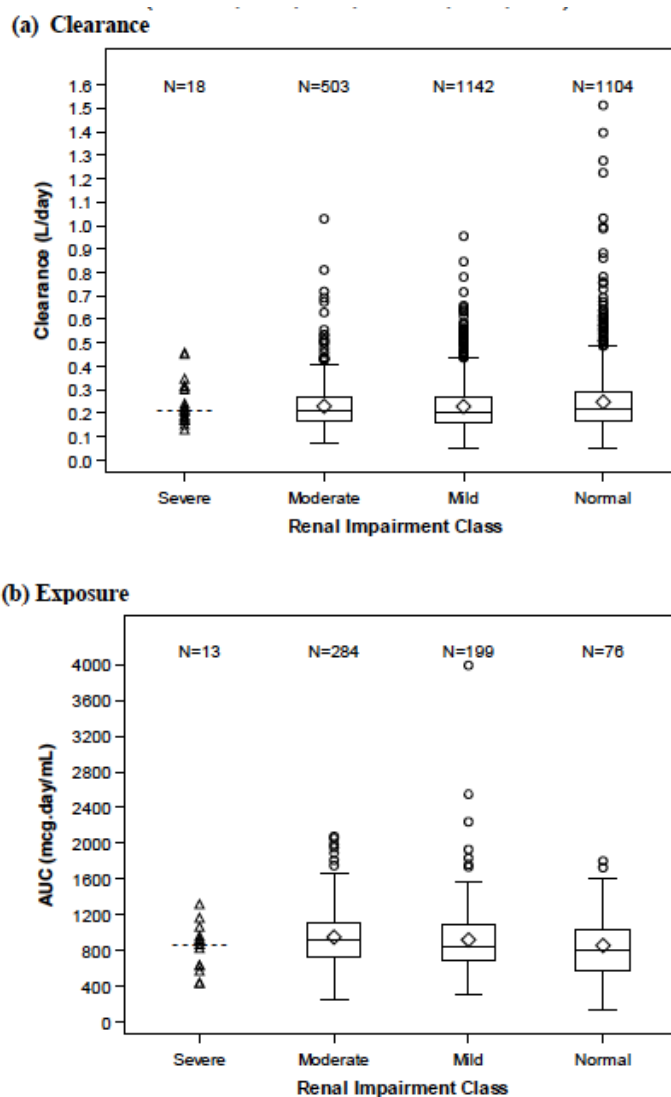 (a) Clearance
N=18 N=503 N=1142 N=1104
1.6
1.5
1.4
1.3
1.2
1.1
1.0
0.9
0.8
0.7
0.6
0.5
0.4
0.3
0.2
0.1
0.0
Clearance (L/day)
Severe Moderate Mild Normal
Renal Impairment Class
(b) Exposure
N=13 N=284 N=199 N=76
4000
3600
3200
2800
2400
2000
1600
1200
800
400
0
AUC (mcg.day/mL)
Severe Moderate Mild Normal
Renal Impairment Class